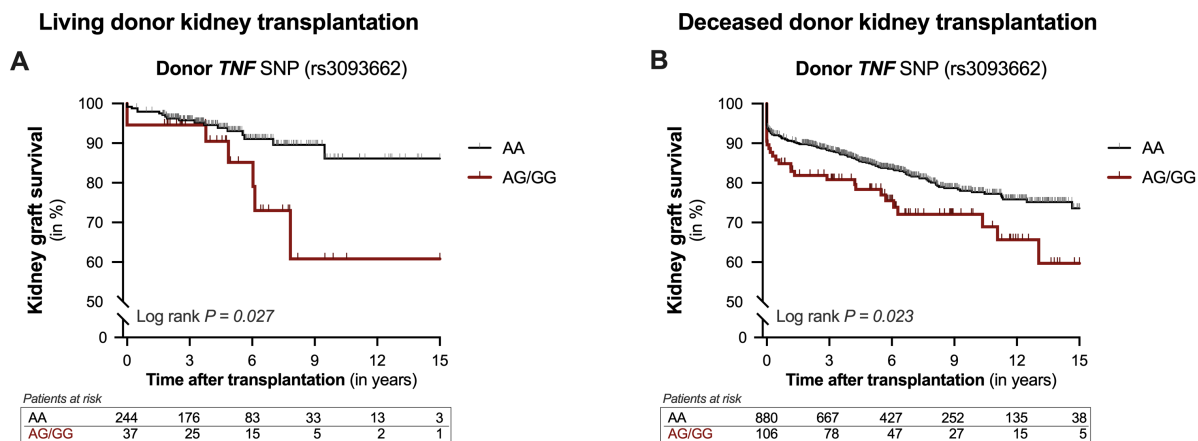 Living donor kidney transplantation
A
Donor TNF SNP (rs3093662)
Kidney graft survival
(in %)
100
90
80
70
60
50
0
AA
AG/GG
Log rank P = 0.027
0 3 6 9 12 15
Time after transplantation (in years)
Patients at risk
AA 244 176 83 33 13 3
AG/GG 37 25 15 5 2 1
Deceased donor kidney transplantation
B
Donor TNF SNP (rs3093662)
Kidney graft survival
(in %)
100
90
80
70
60
50
0
AA
AG/GG
Log rank P = 0.023
0 3 6 9 12 15
Time after transplantation (in years)
Patients at risk
AA 880 667 427 252 135 38
AG/GG 106 78 47 27 15 5